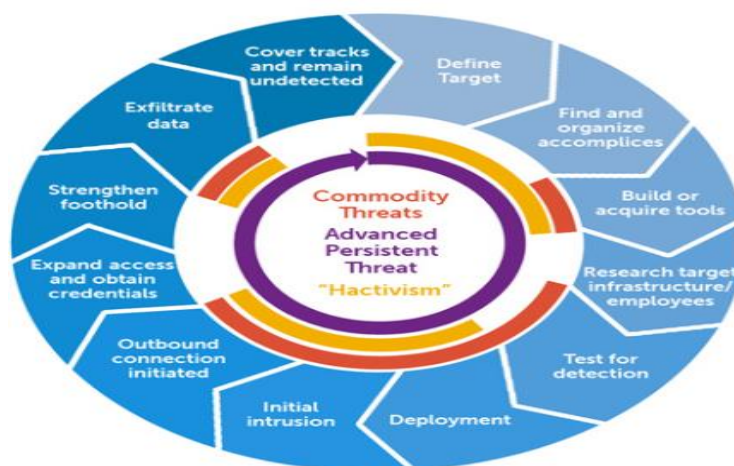 Define
Target
Find and
organize
accomplices
Build or
acquire tools
Research target
infrastructure/
employees
Test for
detection
Deployment
Initial
intrusion
Outbound
connection
initiated
Expand access
and obtain
credentials
Strengthen
foothold
Exfiltrate
data
Cover tracks
and remain
undetected
Commodity
Threats
Advanced
Persistent
Threat
"Hactivism"